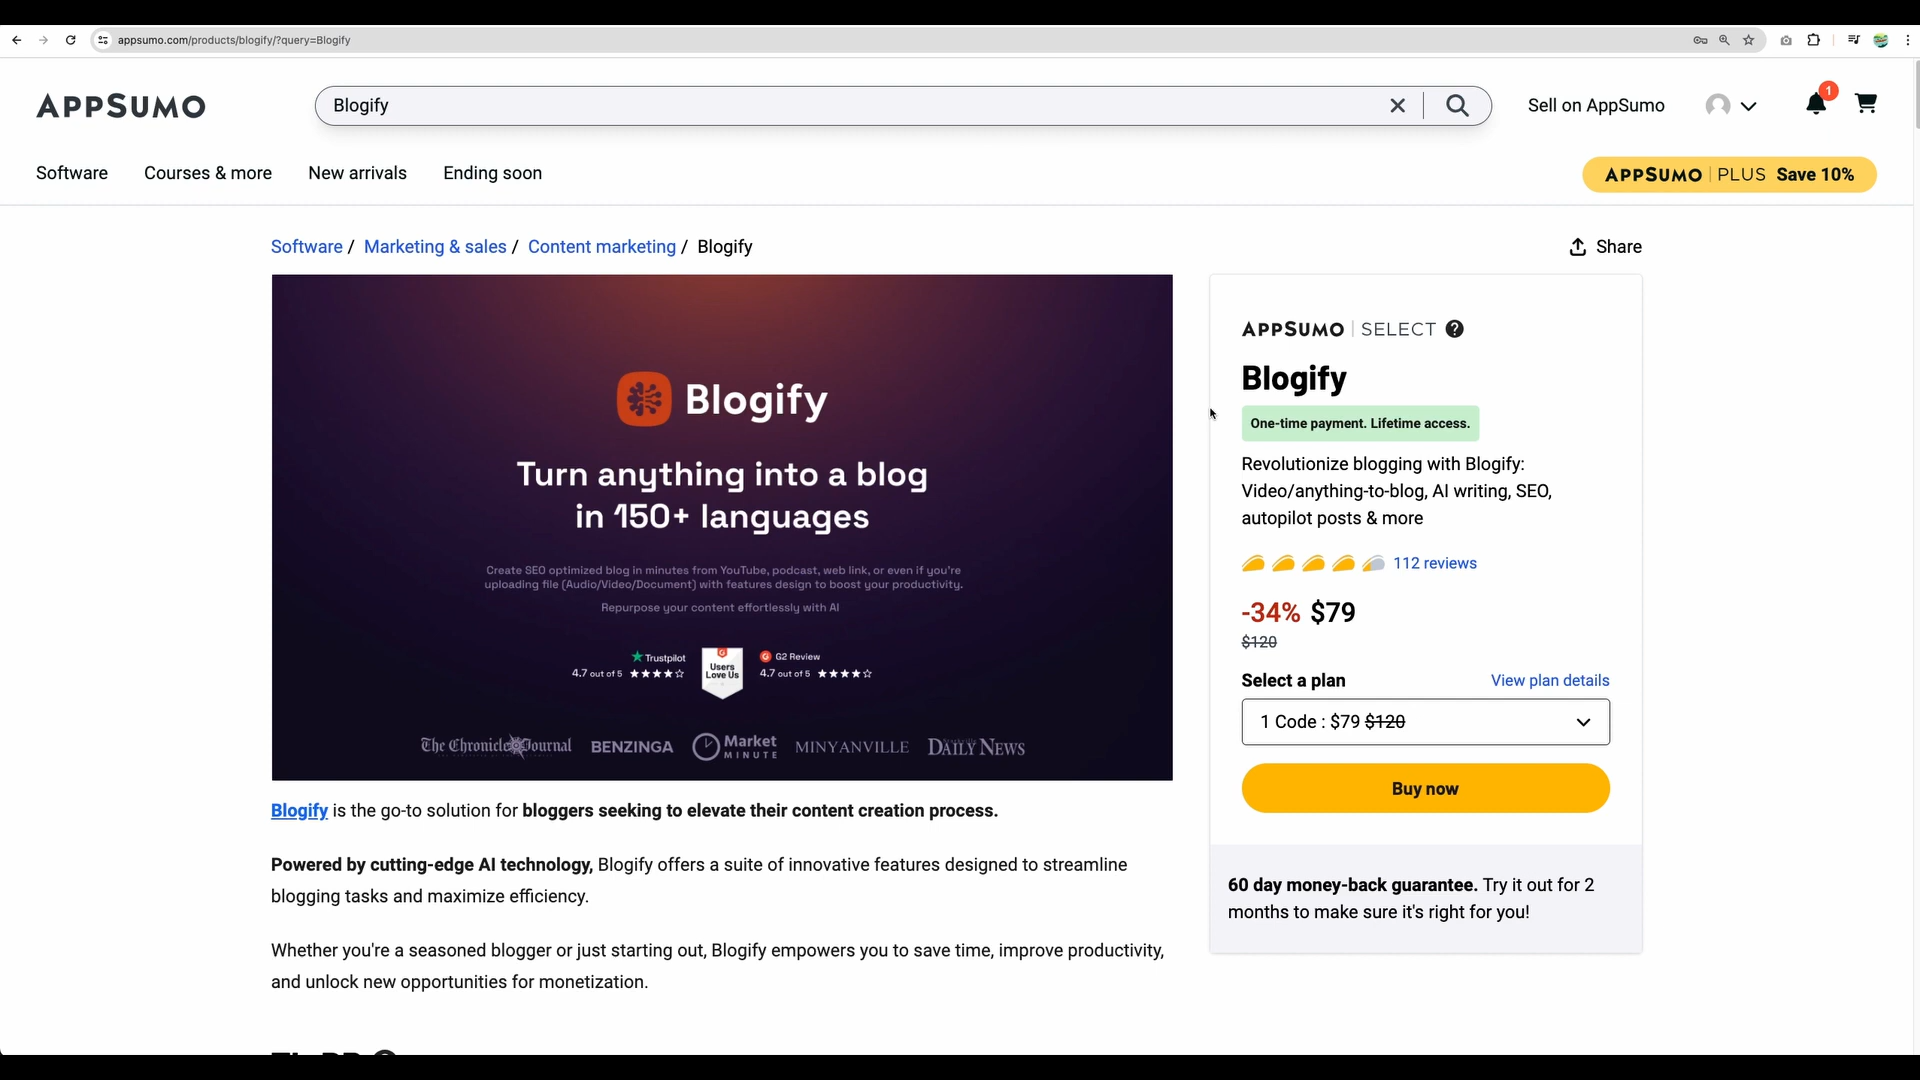 appsumo.com/products/blogify/?query=Blogify
APPSUMO
Blogify
Sell on AppSumo
1
Software
Courses & more
New arrivals
Ending soon
APPSUMO | PLUS Save 10%
Software / Marketing & sales / Content marketing / Blogify
Share
Blogify
Turn anything into a blog
in 150+ languages
Create SEO optimized blog in minutes from YouTube, podcast, web link, or even if you're
uploading file (Audio/Video/Document) with features design to boost your productivity.
Repurpose your content effortlessly with AI
Trustpilot
4.7 out of 5
Users
Love Us
G2 Review
4.7 out of 5
The Chronicle Journal
BENZINGA
Market
MINUTE
MINYANVILLE
DAILY NEWS
APPSUMO | SELECT ?
Blogify
One-time payment. Lifetime access.
Revolutionize blogging with Blogify:
Video/anything-to-blog, AI writing, SEO,
autopilot posts & more
112 reviews
-34% $79
$120
Select a plan
View plan details
1 Code : $79 $120
Buy now
60 day money-back guarantee. Try it out for 2
months to make sure it's right for you!
Blogify is the go-to solution for bloggers seeking to elevate their content creation process.
Powered by cutting-edge AI technology, Blogify offers a suite of innovative features designed to streamline
blogging tasks and maximize efficiency.
Whether you're a seasoned blogger or just starting out, Blogify empowers you to save time, improve productivity,
and unlock new opportunities for monetization.